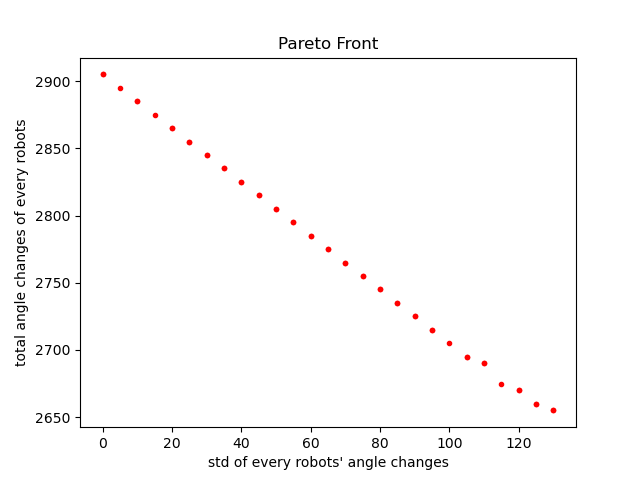 Pareto Front
total angle changes of every robots
2900
2850
2800
2750
2700
2650
0 20 40 60 80 100 120
std of every robots' angle changes